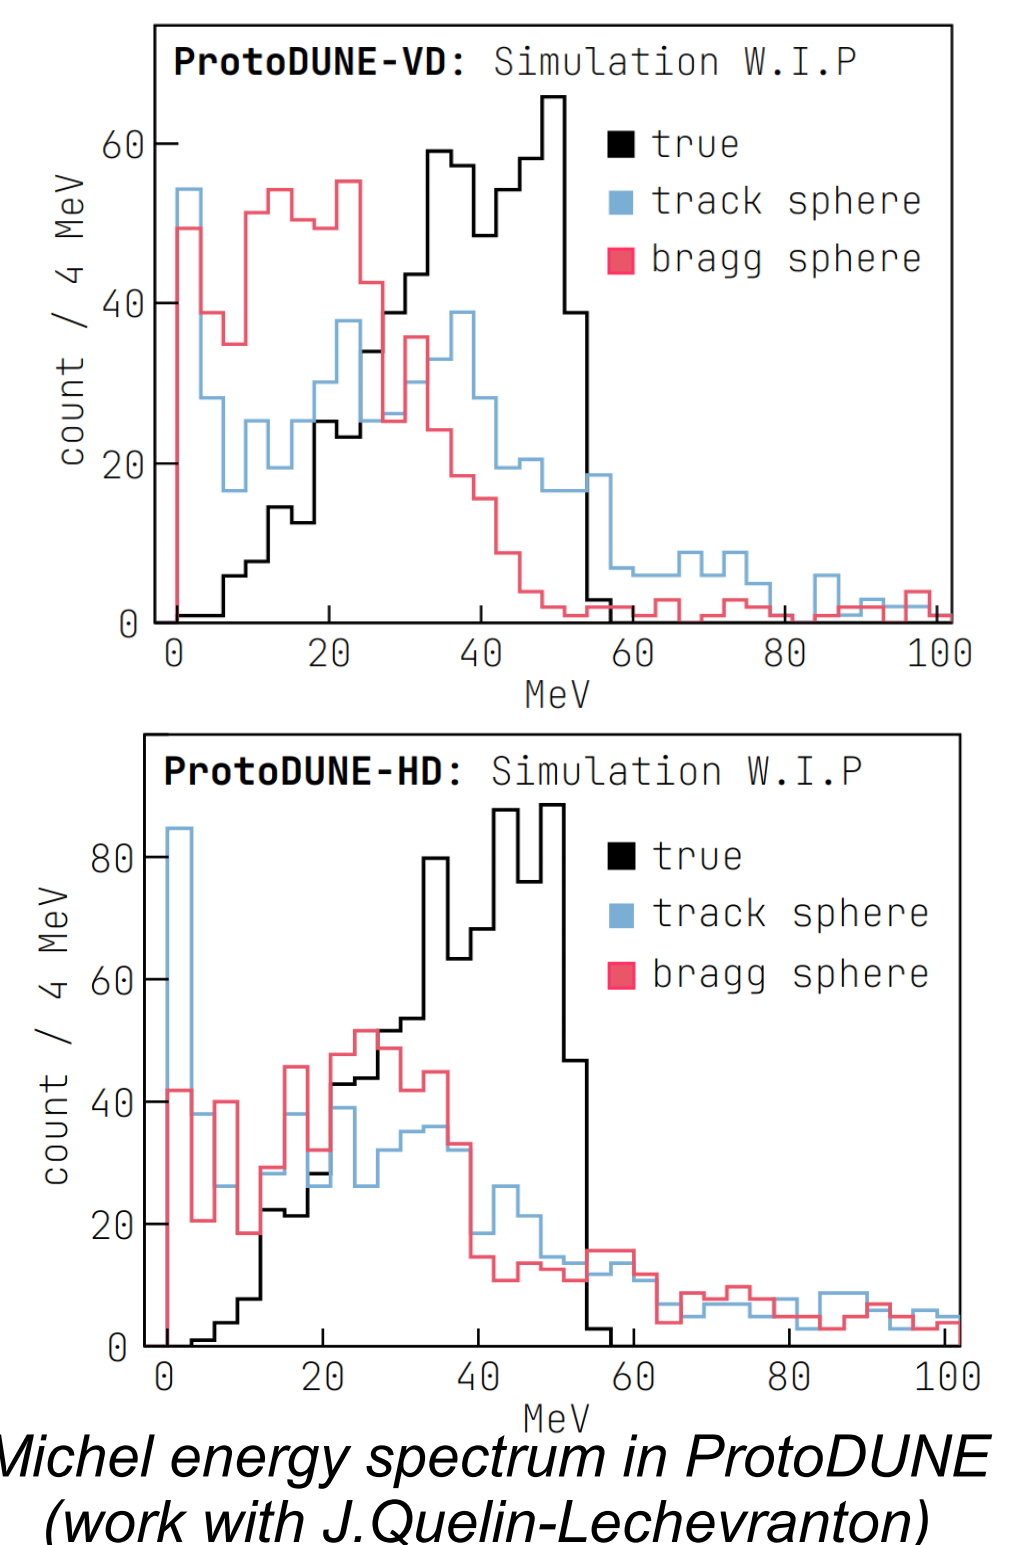 ProtoDUNE-VD: Simulation W.I.P
true
track sphere
bragg sphere
count / 4 MeV
60
40
20
0
0 20 40 60 80 100
MeV
ProtoDUNE-HD: Simulation W.I.P
true
track sphere
bragg sphere
count / 4 MeV
80
60
40
20
0
0 20 40 60 80 100
MeV
Michel energy spectrum in ProtoDUNE
(work with J.Quelin-Lechevranton)